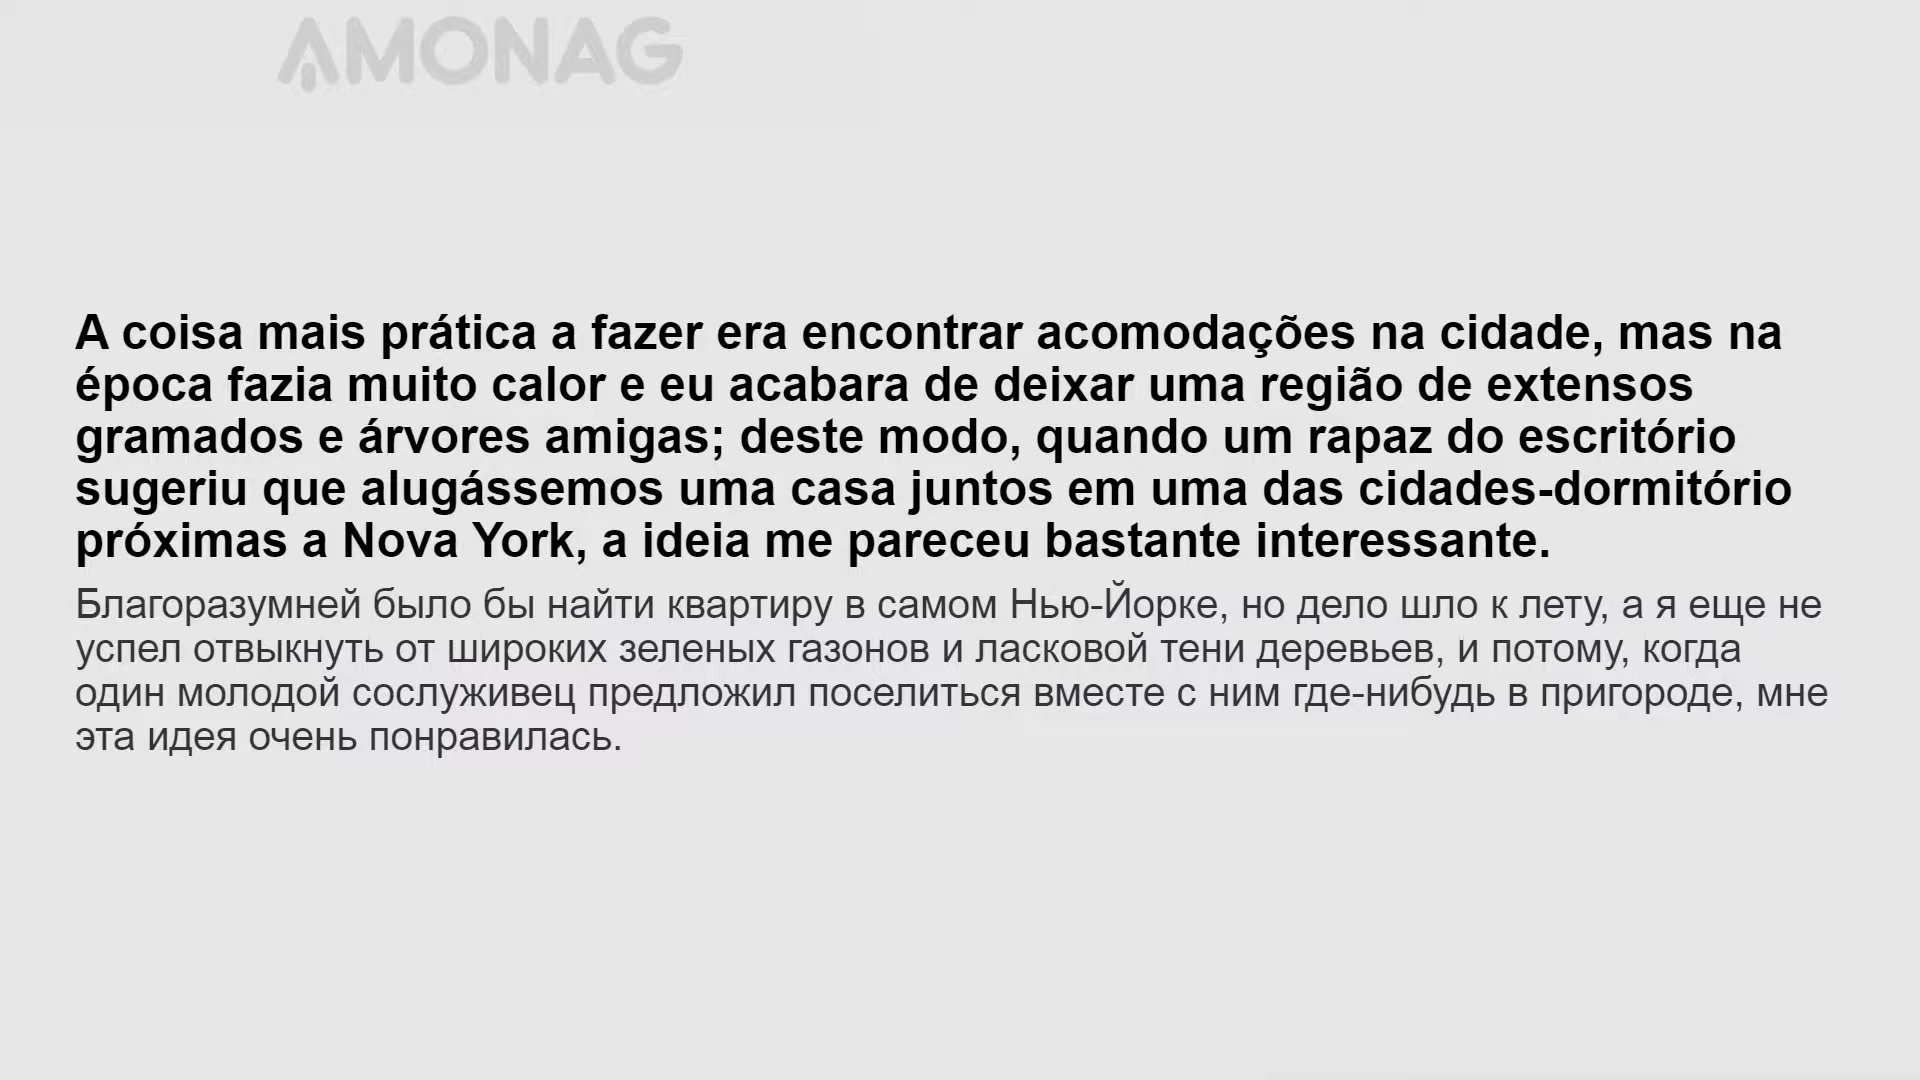 AMONAG
A coisa mais prática a fazer era encontrar acomodações na cidade, mas na
época fazia muito calor e eu acabara de deixar uma região de extensos
gramados e árvores amigas; deste modo, quando um rapaz do escritório
sugeriu que alugássemos uma casa juntos em uma das cidades-dormitório
próximas a Nova York, a ideia me pareceu bastante interessante.
Благоразумней было бы найти квартиру в самом Нью-Йорке, но дело шло к лету, а я еще не
успел отвыкнуть от широких зеленых газонов и ласковой тени деревьев, и потому, когда
один молодой сослуживец предложил поселиться вместе с ним где-нибудь в пригороде, мне
эта идея очень понравилась.